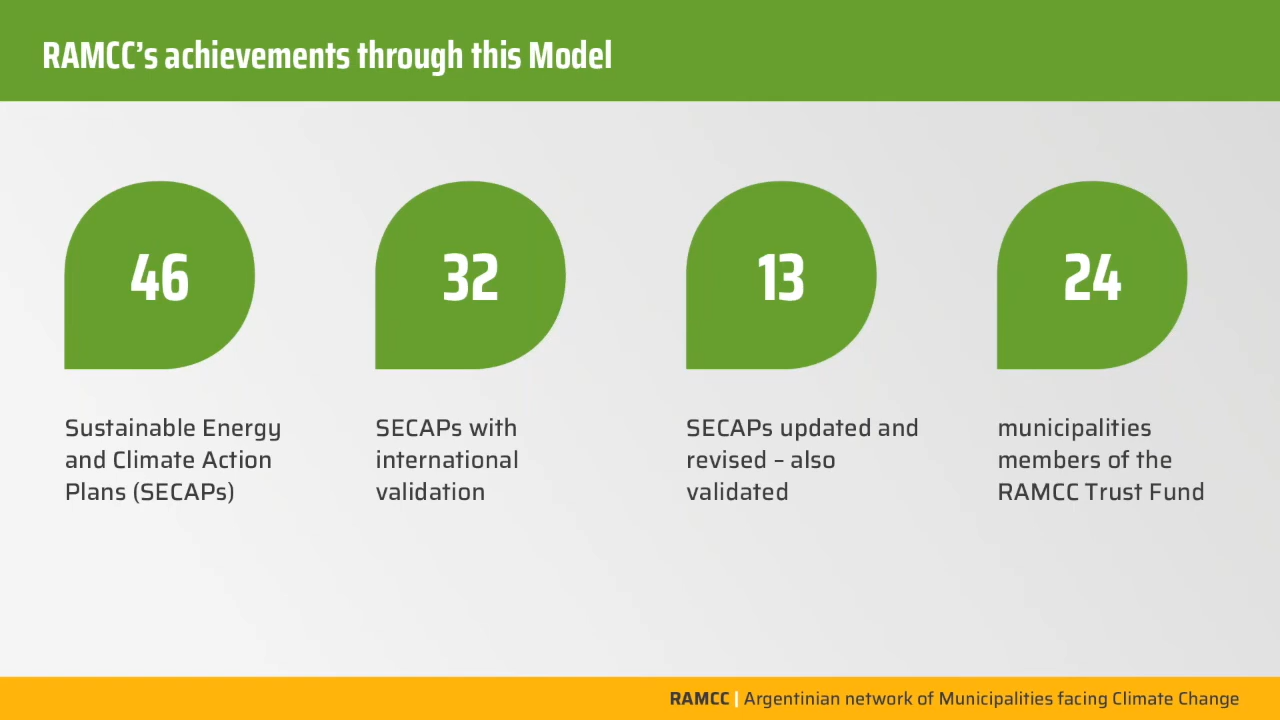 RAMCC’s achievements through this Model
46
Sustainable Energy
and Climate Action
Plans (SECAPs)
32
SECAPs with
international
validation
13
SECAPs updated and
revised – also
validated
24
municipalities
members of the
RAMCC Trust Fund
RAMCC | Argentinian network of Municipalities facing Climate Change